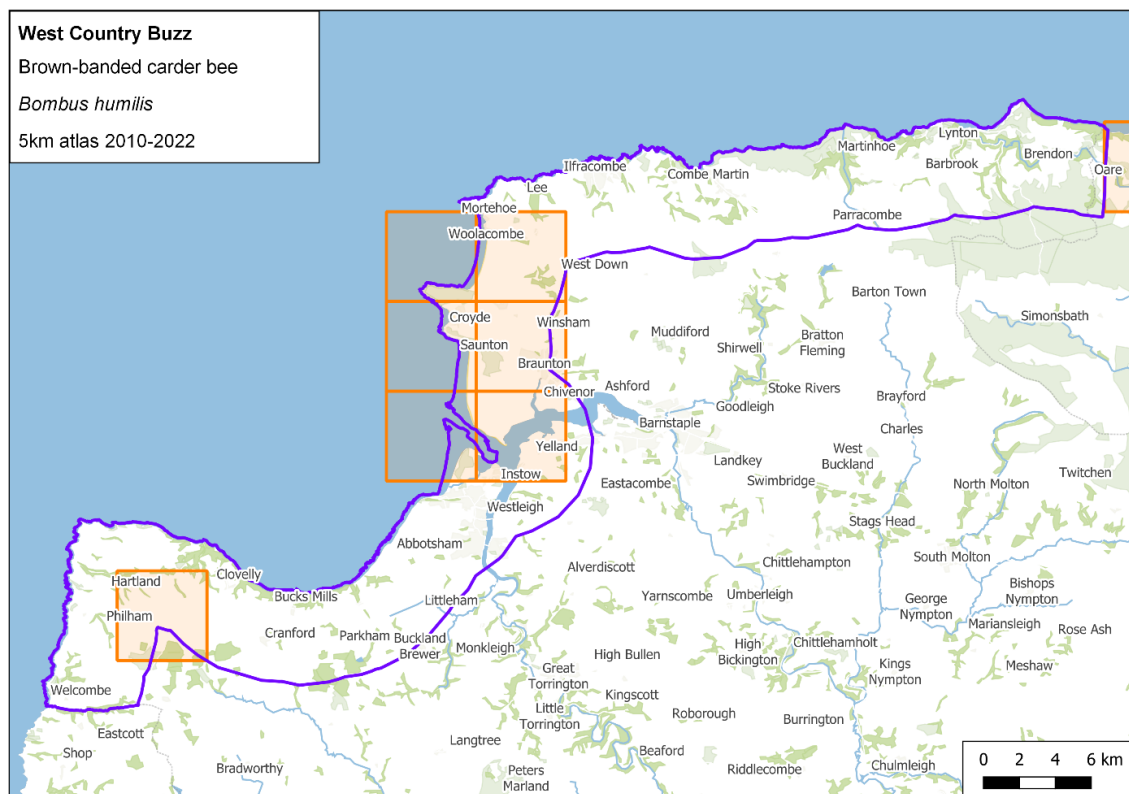 West Country Buzz
Brown-banded carder bee
Bombus humilis
5km atlas 2010-2022
Lynton
Martinhoe
Brendon
Barbrook
Oare
Ilfracombe
Combe Martin
Lee
Mortehoe
Parracombe
Woolacombe
West Down
Barton Town
Croyde
Winsham
Simonsbath
Muddiford
Bratton
Fleming
Saunton
Shirwell
Braunton
Ashford
Stoke Rivers
Chivenor
Goodleigh
Brayford
Barnstaple
Charles
Yelland
West
Buckland
Landkey
Instow
Swimbridge
Twitchen
Eastacombe
North Molton
Westleigh
Stags Head
Abbotsham
South Molton
Chittlehampton
Alverdiscott
Clovelly
Hartland
Bishops
Nympton
Bucks Mills
Yarnscombe
Umberleigh
George
Nympton
Littleham
Philham
Mariansleigh
Rose Ash
Cranford
Parkham
Buckland
Brewer
Monkleigh
High
Bickington
Chittlehamholt
High Bullen
Great
Torrington
Kings
Nympton
Meshaw
Welcombe
Kingscott
Little
Torrington
Roborough
Burrington
Eastcott
Langtree
Shop
Beaford
Bradworthy
Peters
Marland
Riddlecombe
Chulmleigh
0 2 4 6 km